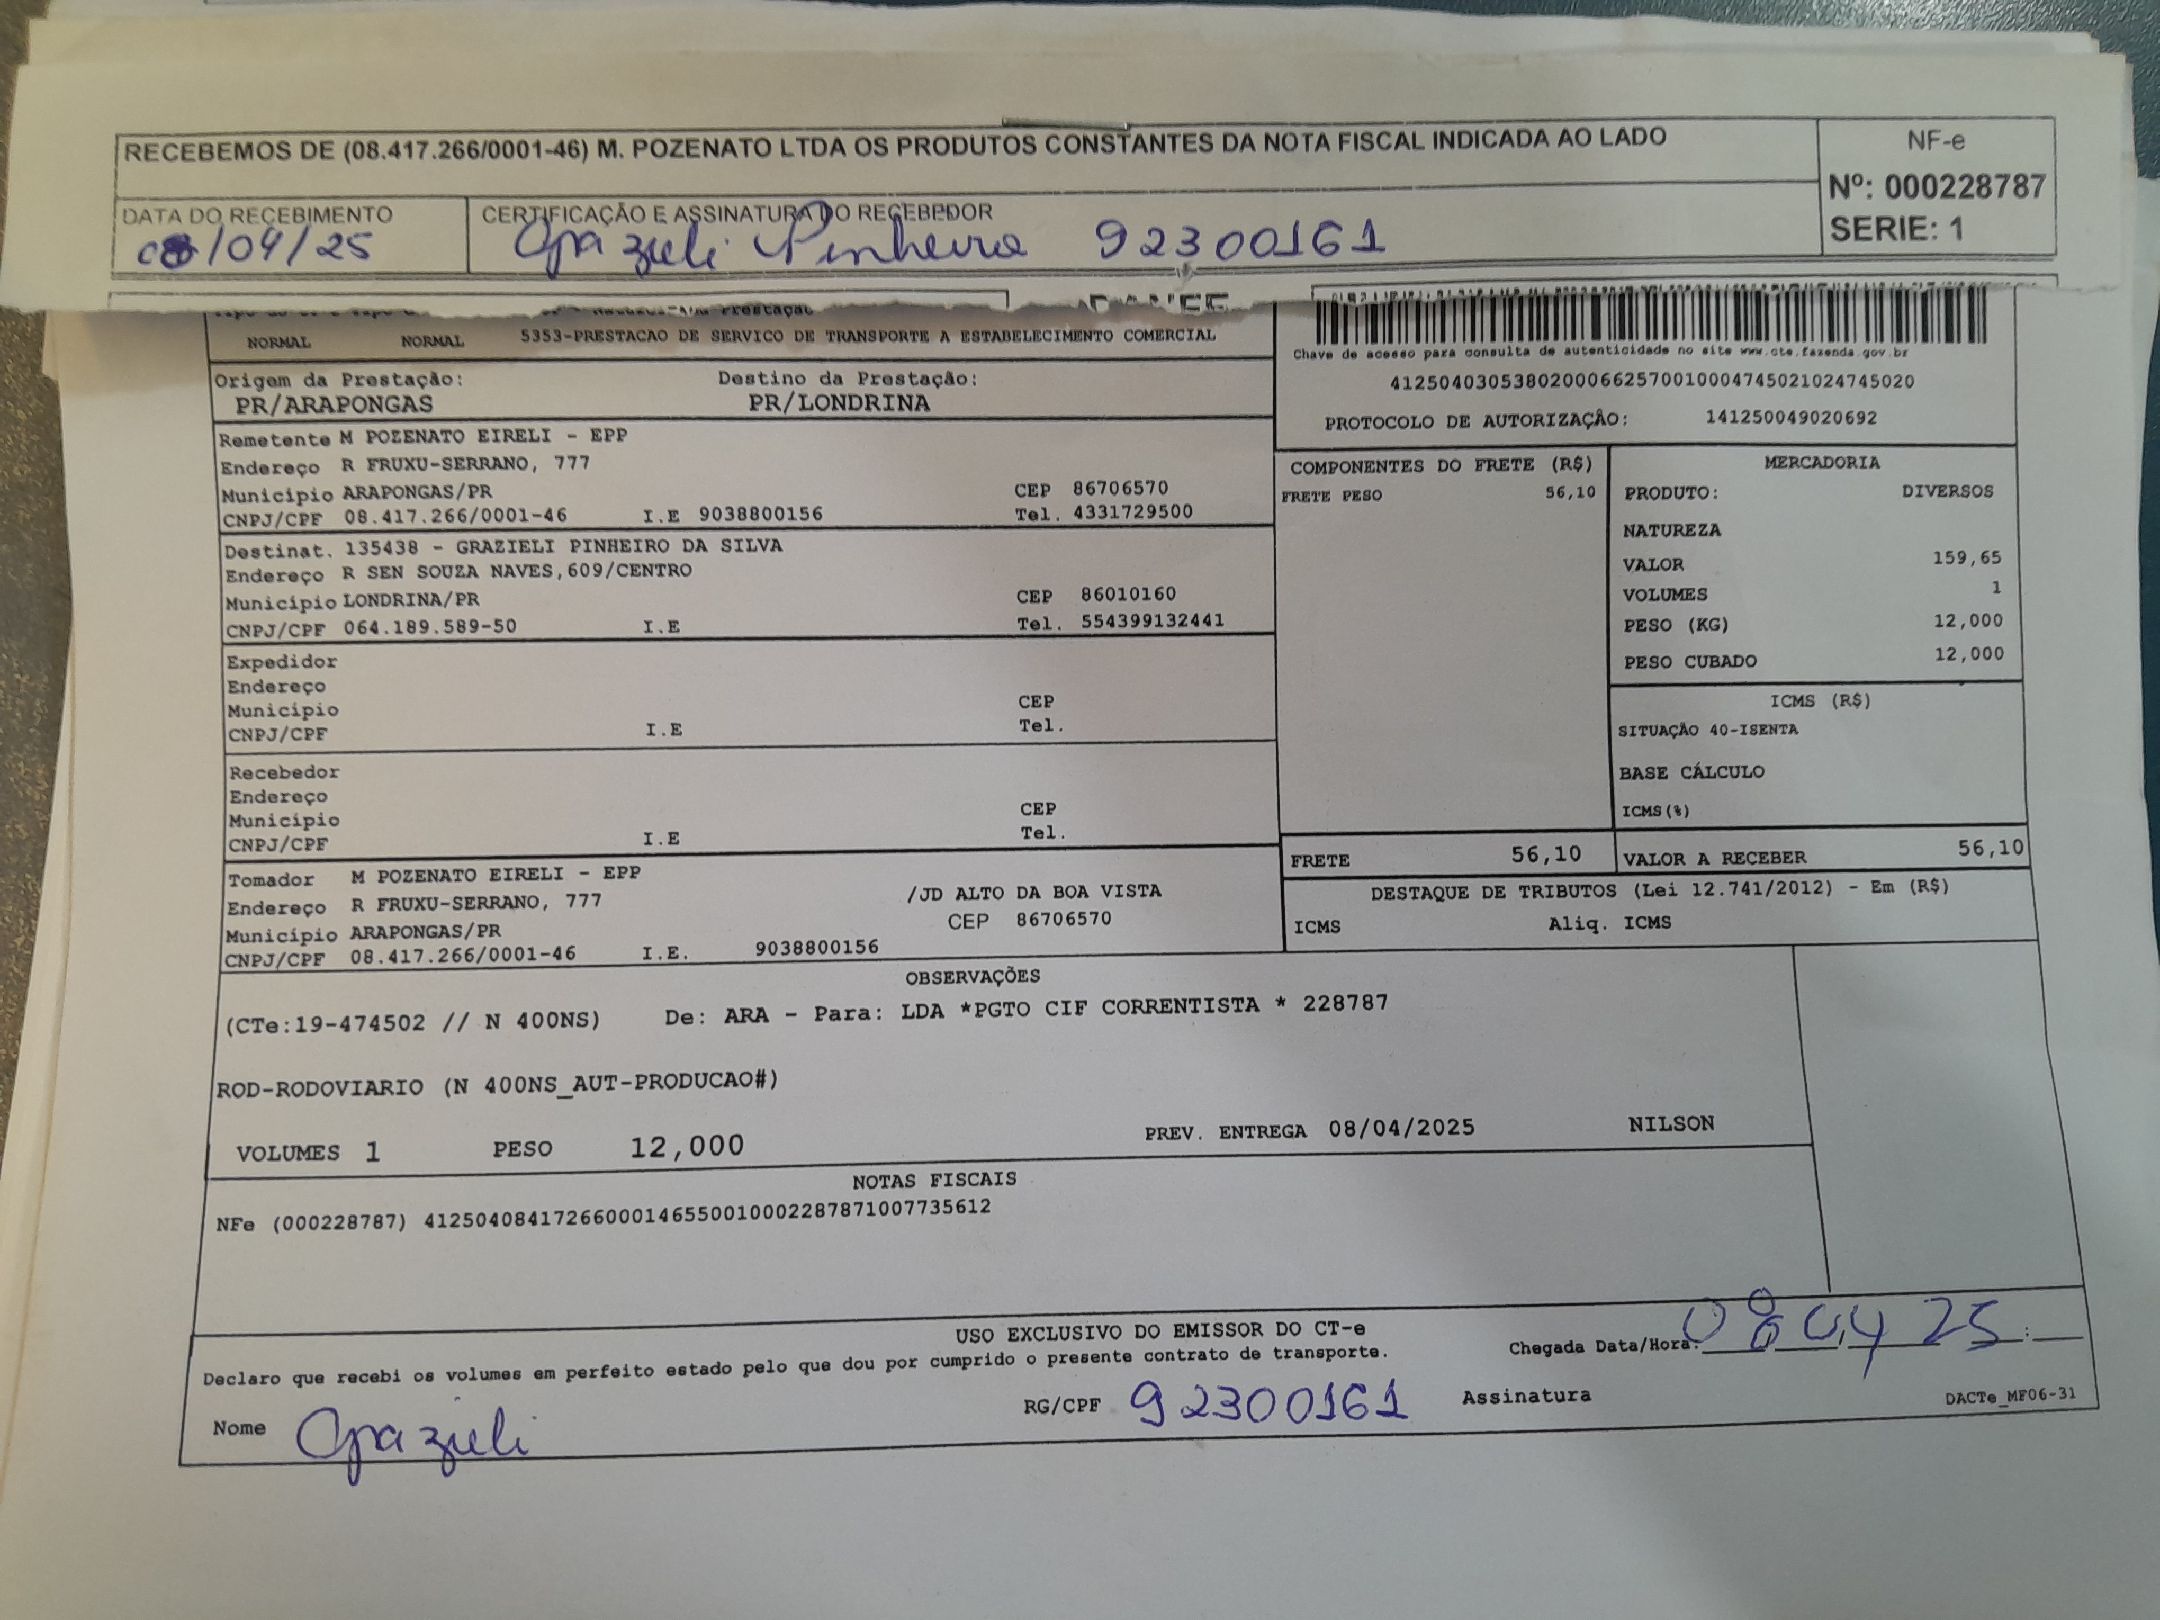 RECEBEMOS DE (08.417.266/0001-46) M. POZENATO LTDA OS PRODUTOS CONSTANTES DA NOTA FISCAL INDICADA AO LADO
NF-e
Nº: 000228787
SERIE: 1
DATA DO RECEBIMENTO
08/04/25
CERTIFICAÇÃO E ASSINATURA DO RECEBEDOR
Grazieli Pinheiro 92300161
NORMAL NORMAL 5353-PRESTACAO DE SERVICO DE TRANSPORTE A ESTABELECIMENTO COMERCIAL
Chave de acesso para consulta de autenticidade no site www.cte.fazenda.gov.br
41250403053802000662570010004745021024745020
PROTOCOLO DE AUTORIZAÇÃO: 141250049020692
Origem da Prestação: Destino da Prestação:
PR/ARAPONGAS PR/LONDRINA
Remetente M POZENATO EIRELI - EPP
Endereço R FRUXU-SERRANO, 777
Município ARAPONGAS/PR CEP 86706570
CNPJ/CPF 08.417.266/0001-46 I.E 9038800156 Tel. 4331729500
Destinat. 135438 - GRAZIELI PINHEIRO DA SILVA
Endereço R SEN SOUZA NAVES,609/CENTRO
Município LONDRINA/PR CEP 86010160
CNPJ/CPF 064.189.589-50 I.E Tel. 554399132441
Expedidor
Endereço
Município CEP
CNPJ/CPF I.E Tel.
Recebedor
Endereço
Município CEP
CNPJ/CPF I.E Tel.
Tomador M POZENATO EIRELI - EPP
Endereço R FRUXU-SERRANO, 777 /JD ALTO DA BOA VISTA
Município ARAPONGAS/PR CEP 86706570
CNPJ/CPF 08.417.266/0001-46 I.E. 9038800156
COMPONENTES DO FRETE (R$)
FRETE PESO 56,10
MERCADORIA
PRODUTO: DIVERSOS
NATUREZA
VALOR 159,65
VOLUMES 1
PESO (KG) 12,000
PESO CUBADO 12,000
ICMS (R$)
SITUAÇÃO 40-ISENTA
BASE CÁLCULO
ICMS(%)
FRETE 56,10 VALOR A RECEBER 56,10
DESTAQUE DE TRIBUTOS (Lei 12.741/2012) - Em (R$)
ICMS Aliq. ICMS
OBSERVAÇÕES
(CTe:19-474502 // N 400NS) De: ARA - Para: LDA *PGTO CIF CORRENTISTA * 228787
ROD-RODOVIARIO (N 400NS_AUT-PRODUCAO#)
VOLUMES 1 PESO 12,000 PREV. ENTREGA 08/04/2025 NILSON
NOTAS FISCAIS
NFe (000228787) 41250408417266000146550010002287871007735612
USO EXCLUSIVO DO EMISSOR DO CT-e
Declaro que recebi os volumes em perfeito estado pelo que dou por cumprido o presente contrato de transporte.
Chegada Data/Hora: 08 04 25 :
Nome Grazieli RG/CPF 92300161 Assinatura
DACTe_MF06-31